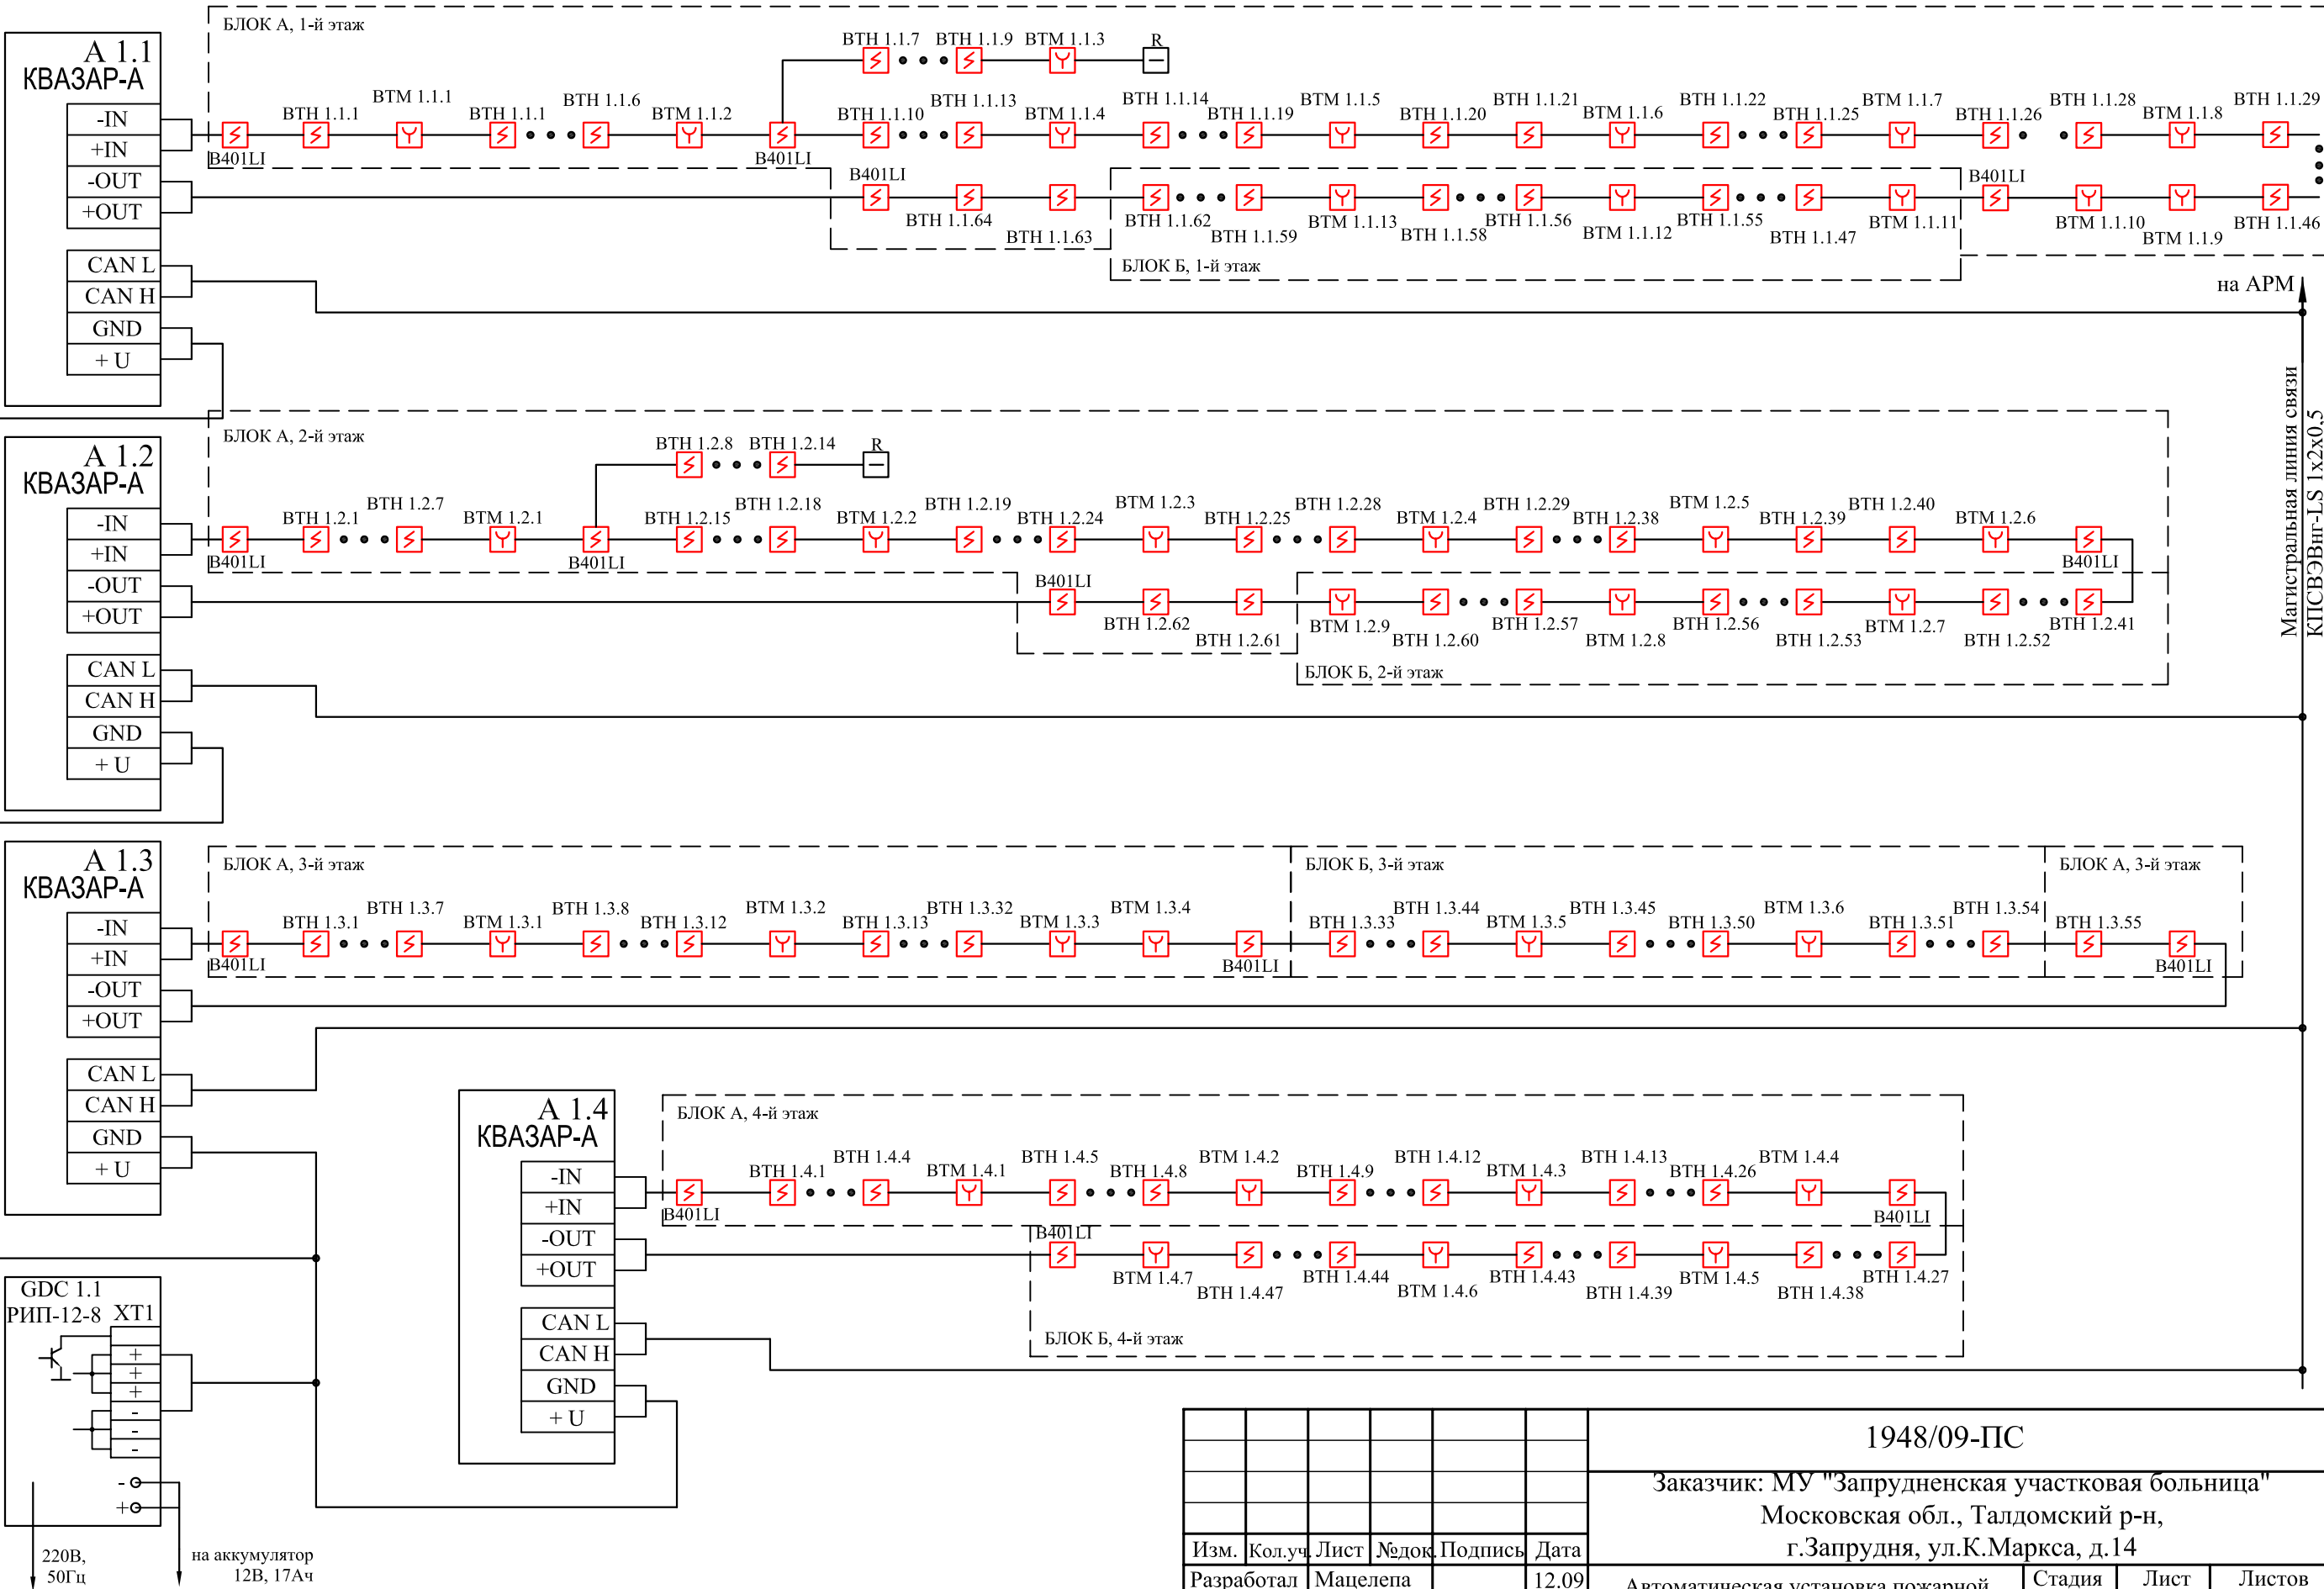 БЛОК А, 1-й этаж
А 1.1
КВАЗАР-А
-IN
+IN
-OUT
+OUT
CAN L
CAN H
GND
+ U
ВТН 1.1.7 ВТН 1.1.9 ВТМ 1.1.3 R
ВТН 1.1.1 ВТМ 1.1.1 ВТН 1.1.1 ВТН 1.1.6 ВТМ 1.1.2 ВТН 1.1.10 ВТН 1.1.13 ВТМ 1.1.4 ВТН 1.1.14 ВТН 1.1.19 ВТМ 1.1.5 ВТН 1.1.20 ВТН 1.1.21 ВТМ 1.1.6 ВТН 1.1.22 ВТН 1.1.25 ВТМ 1.1.7 ВТН 1.1.26 ВТН 1.1.28 ВТМ 1.1.8 ВТН 1.1.29
B401LI B401LI
B401LI B401LI
ВТН 1.1.64 ВТН 1.1.63 ВТН 1.1.62 ВТН 1.1.59 ВТМ 1.1.13 ВТН 1.1.58 ВТН 1.1.56 ВТМ 1.1.12 ВТН 1.1.55 ВТН 1.1.47 ВТМ 1.1.11 ВТМ 1.1.10 ВТМ 1.1.9 ВТН 1.1.46
БЛОК Б, 1-й этаж
на АРМ
Магистральная линия связи
КПСВЭВнг-LS 1х2х0,5
БЛОК А, 2-й этаж
А 1.2
КВАЗАР-А
-IN
+IN
-OUT
+OUT
CAN L
CAN H
GND
+ U
ВТН 1.2.8 ВТН 1.2.14 R
ВТН 1.2.1 ВТН 1.2.7 ВТМ 1.2.1 ВТН 1.2.15 ВТН 1.2.18 ВТМ 1.2.2 ВТН 1.2.19 ВТН 1.2.24 ВТМ 1.2.3 ВТН 1.2.25 ВТН 1.2.28 ВТМ 1.2.4 ВТН 1.2.29 ВТН 1.2.38 ВТМ 1.2.5 ВТН 1.2.39 ВТН 1.2.40 ВТМ 1.2.6
B401LI B401LI B401LI
B401LI
ВТН 1.2.62 ВТН 1.2.61 ВТМ 1.2.9 ВТН 1.2.60 ВТН 1.2.57 ВТМ 1.2.8 ВТН 1.2.56 ВТН 1.2.53 ВТМ 1.2.7 ВТН 1.2.52 ВТН 1.2.41
БЛОК Б, 2-й этаж
А 1.3
КВАЗАР-А
-IN
+IN
-OUT
+OUT
CAN L
CAN H
GND
+ U
БЛОК А, 3-й этаж БЛОК Б, 3-й этаж БЛОК А, 3-й этаж
ВТН 1.3.1 ВТН 1.3.7 ВТМ 1.3.1 ВТН 1.3.8 ВТН 1.3.12 ВТМ 1.3.2 ВТН 1.3.13 ВТН 1.3.32 ВТМ 1.3.3 ВТМ 1.3.4 ВТН 1.3.33 ВТН 1.3.44 ВТМ 1.3.5 ВТН 1.3.45 ВТН 1.3.50 ВТМ 1.3.6 ВТН 1.3.51 ВТН 1.3.54 ВТН 1.3.55
B401LI B401LI B401LI
А 1.4
КВАЗАР-А
-IN
+IN
-OUT
+OUT
CAN L
CAN H
GND
+ U
БЛОК А, 4-й этаж
ВТН 1.4.1 ВТН 1.4.4 ВТМ 1.4.1 ВТН 1.4.5 ВТН 1.4.8 ВТМ 1.4.2 ВТН 1.4.9 ВТН 1.4.12 ВТМ 1.4.3 ВТН 1.4.13 ВТН 1.4.26 ВТМ 1.4.4
B401LI B401LI
B401LI
ВТМ 1.4.7 ВТН 1.4.47 ВТН 1.4.44 ВТМ 1.4.6 ВТН 1.4.43 ВТН 1.4.39 ВТМ 1.4.5 ВТН 1.4.38 ВТН 1.4.27
БЛОК Б, 4-й этаж
GDC 1.1
РИП-12-8 XT1
+
+
+
-
-
-
-
+
220В,
50Гц
на аккумулятор
12В, 17Ач
1948/09-ПС
Заказчик: МУ "Запрудненская участковая больница"
Московская обл., Талдомский р-н,
г.Запрудня, ул.К.Маркса, д.14
Изм. Кол.уч. Лист №док. Подпись Дата
Разработал Мацелепа 12.09
Автоматическая установка пожарной
Стадия Лист Листов